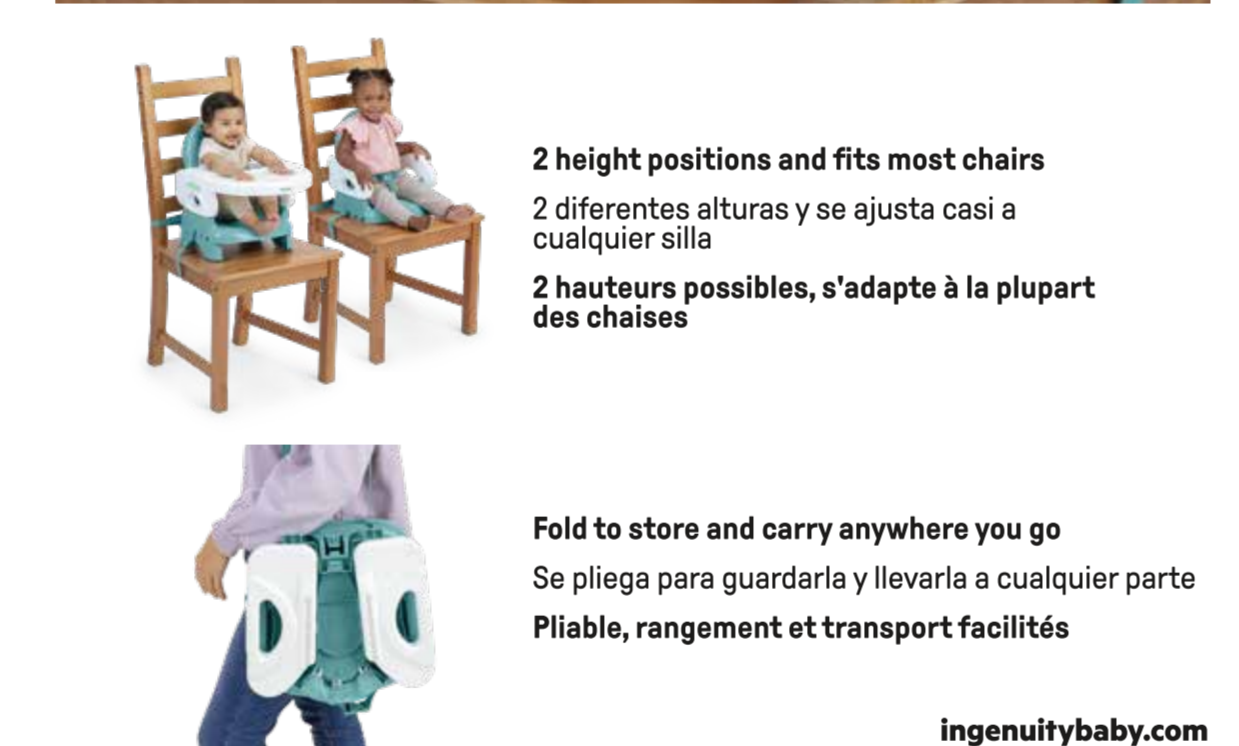 2 height positions and fits most chairs
2 diferentes alturas y se ajusta casi a
cualquier silla
2 hauteurs possibles, s'adapte à la plupart
des chaises
Fold to store and carry anywhere you go
Se pliega para guardarla y llevarla a cualquier parte
Pliable, rangement et transport facilités
ingenuitybaby.com